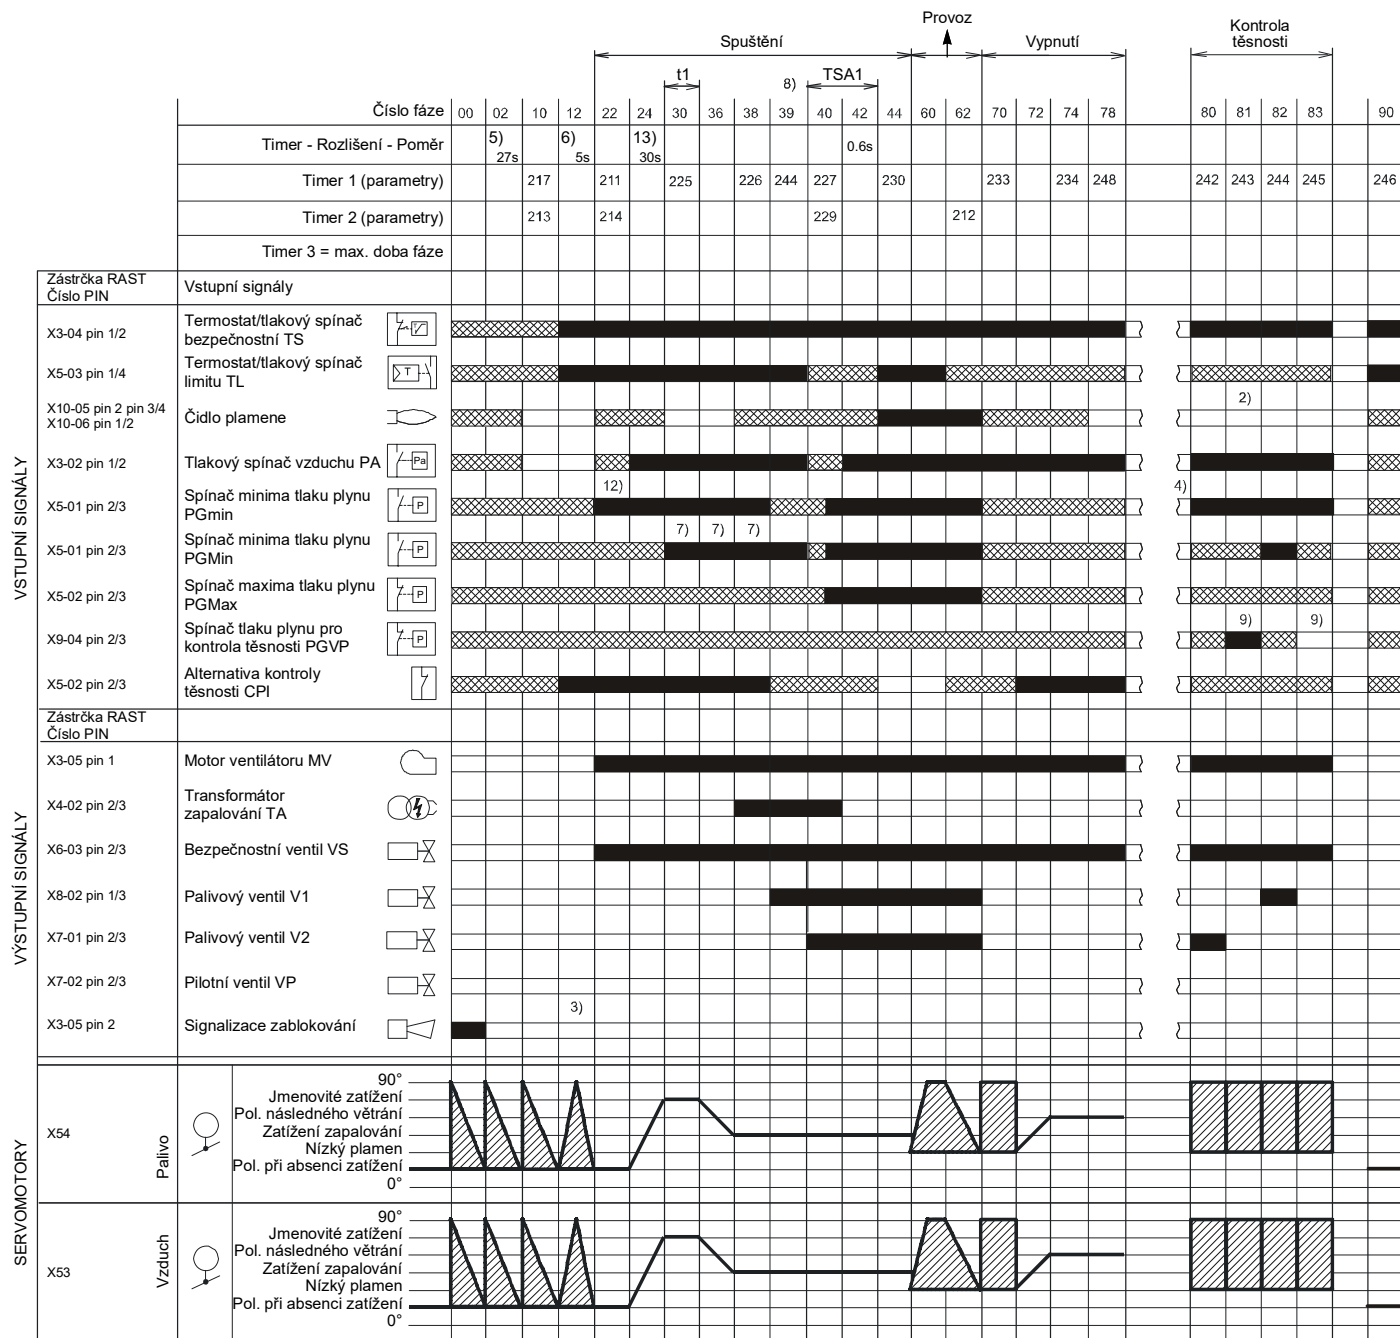 Provoz
Spuštění
Vypnutí
Kontrola
těsnosti
t1
8)
TSA1
Číslo fáze 00 02 10 12 22 24 30 36 38 39 40 42 44 60 62 70 72 74 78 80 81 82 83 90
Timer - Rozlišení - Poměr 5) 27s 6) 5s 13) 30s 0.6s
Timer 1 (parametry) 217 211 225 226 244 227 230 233 234 248 242 243 244 245 246
Timer 2 (parametry) 213 214 229 212
Timer 3 = max. doba fáze
Zástrčka RAST
Číslo PIN
Vstupní signály
VSTUPNÍ SIGNÁLY
X3-04 pin 1/2
Termostat/tlakový spínač
bezpečnostní TS
X5-03 pin 1/4
Termostat/tlakový spínač
limitu TL
T
2)
X10-05 pin 2 pin 3/4
X10-06 pin 1/2
Čidlo plamene
X3-02 pin 1/2
Tlakový spínač vzduchu PA
Pa
12)
4)
X5-01 pin 2/3
Spínač minima tlaku plynu
PGmin
P
7) 7) 7)
X5-01 pin 2/3
Spínač minima tlaku plynu
PGMin
P
X5-02 pin 2/3
Spínač maxima tlaku plynu
PGMax
P
9) 9)
X9-04 pin 2/3
Spínač tlaku plynu pro
kontrola těsnosti PGVP
P
X5-02 pin 2/3
Alternativa kontroly
těsnosti CPI
Zástrčka RAST
Číslo PIN
VÝSTUPNÍ SIGNÁLY
X3-05 pin 1
Motor ventilátoru MV
X4-02 pin 2/3
Transformátor
zapalování TA
X6-03 pin 2/3
Bezpečnostní ventil VS
X8-02 pin 1/3
Palivový ventil V1
X7-01 pin 2/3
Palivový ventil V2
X7-02 pin 2/3
Pilotní ventil VP
3)
X3-05 pin 2
Signalizace zablokování
SERVOMOTORY
X54
Palivo
90°
Jmenovité zatížení
Pol. následného větrání
Zatížení zapalování
Nízký plamen
Pol. při absenci zatížení
0°
X53
Vzduch
90°
Jmenovité zatížení
Pol. následného větrání
Zatížení zapalování
Nízký plamen
Pol. při absenci zatížení
0°